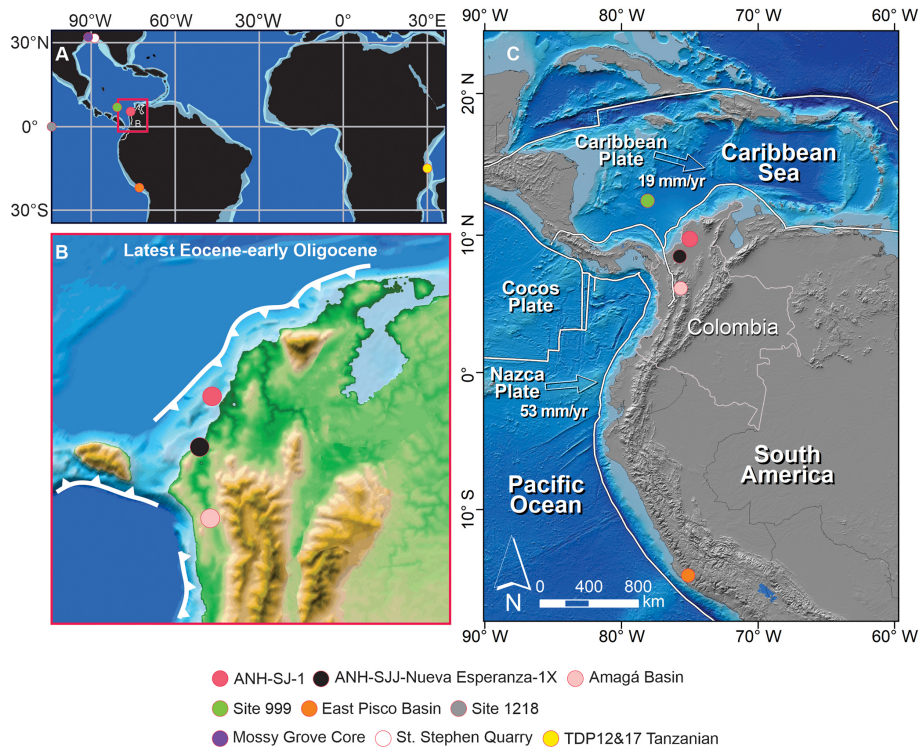 90°W 60°W 30°W 0° 30°E
30°N
A
B
0°
30°S
B
Latest Eocene-early Oligocene
90° W 80° W 70° W 60° W
C
20° N
Caribbean
Plate
19 mm/yr
Caribbean
Sea
10° N
Cocos
Plate
Colombia
0°
Nazca
Plate
53 mm/yr
South
America
Pacific
Ocean
10° S
N
0 400 800
km
90° W 80° W 70° W 60° W
ANH-SJ-1 ANH-SJJ-Nueva Esperanza-1X Amagá Basin
Site 999 East Pisco Basin Site 1218
Mossy Grove Core St. Stephen Quarry TDP12&17 Tanzanian